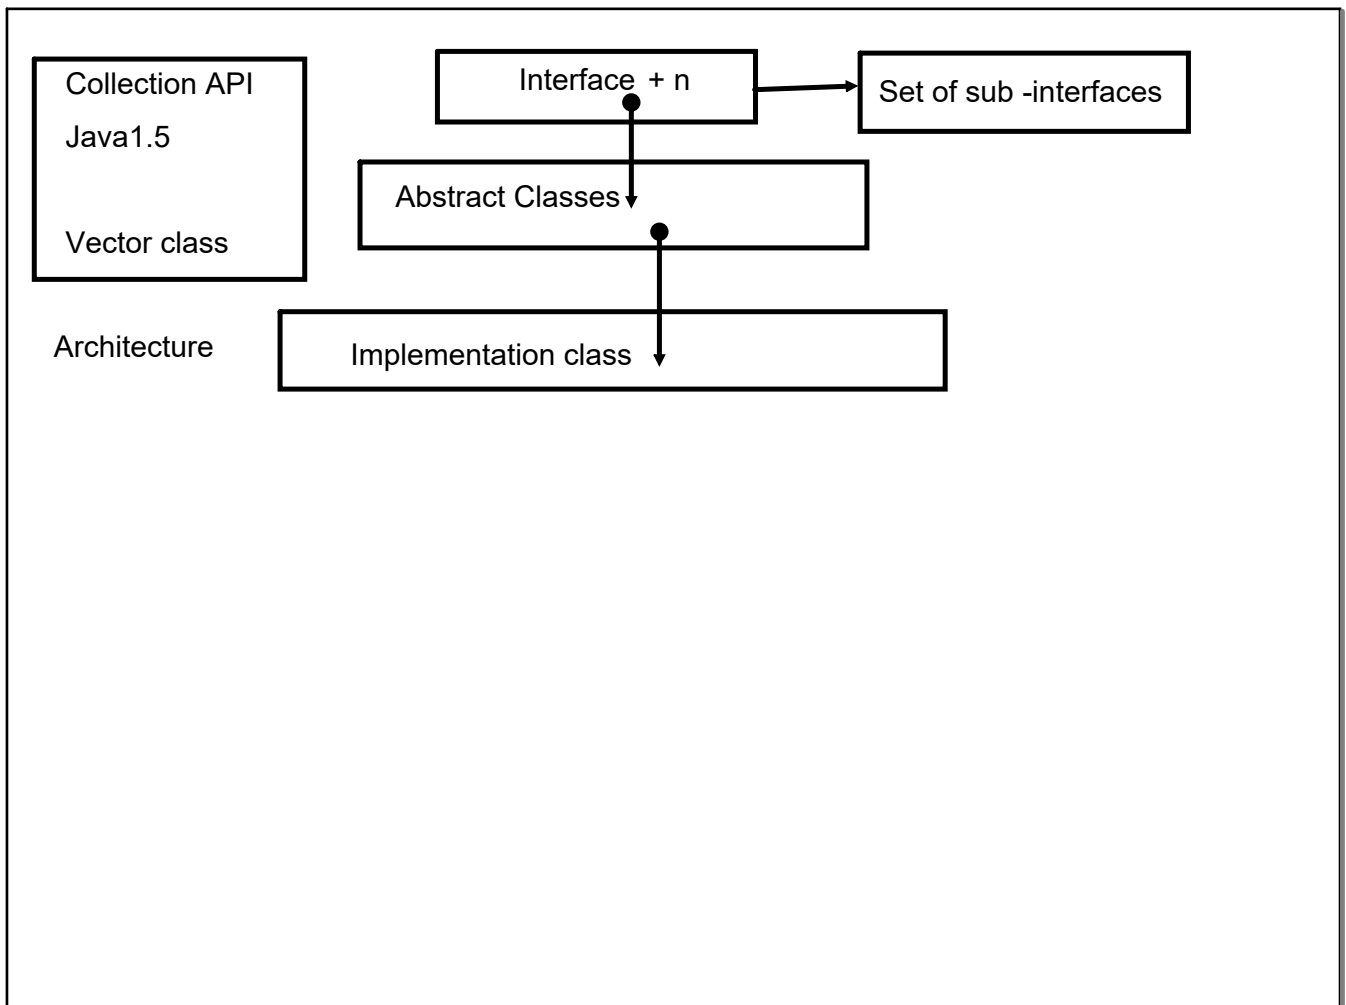 Collection API
Java1.5
Vector class
Interface + n
Set of sub -interfaces
Abstract Classes
Architecture
Implementation class